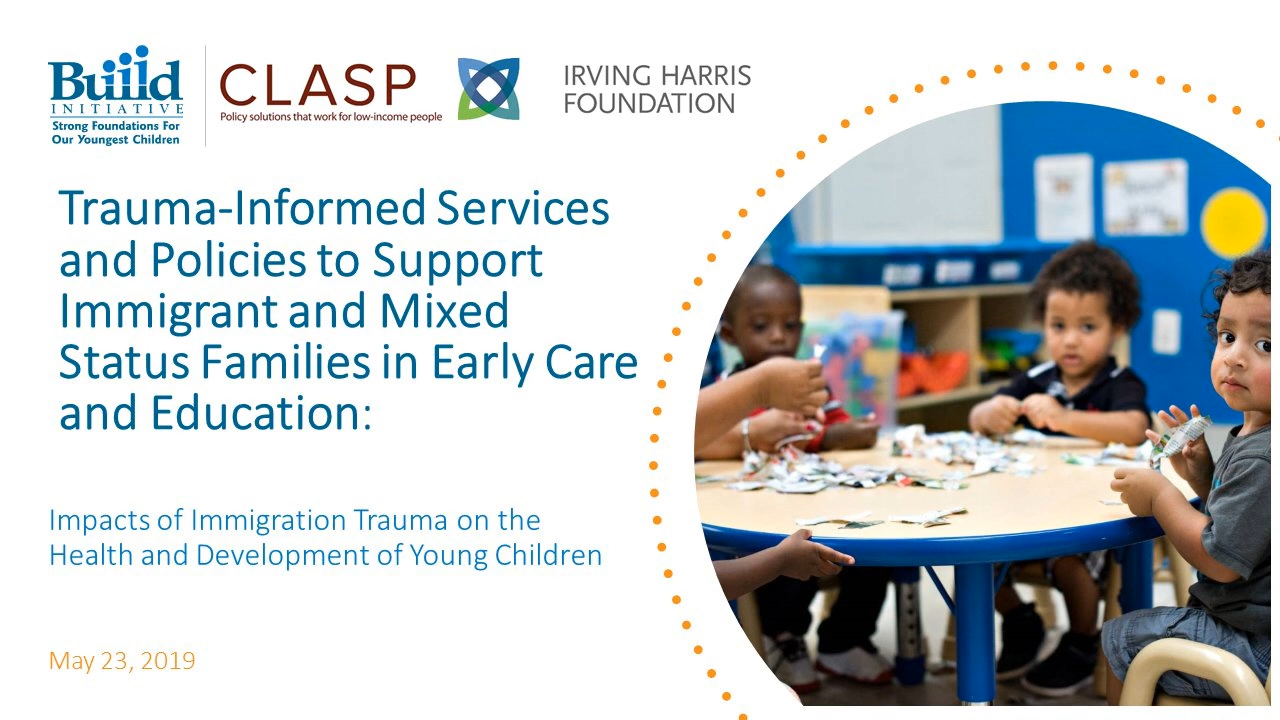 Build
INITIATIVE
Strong Foundations For
Our Youngest Children
CLASP
Policy solutions that work for low-income people
IRVING HARRIS
FOUNDATION
Trauma-Informed Services
and Policies to Support
Immigrant and Mixed
Status Families in Early Care
and Education:
Impacts of Immigration Trauma on the
Health and Development of Young Children
May 23, 2019